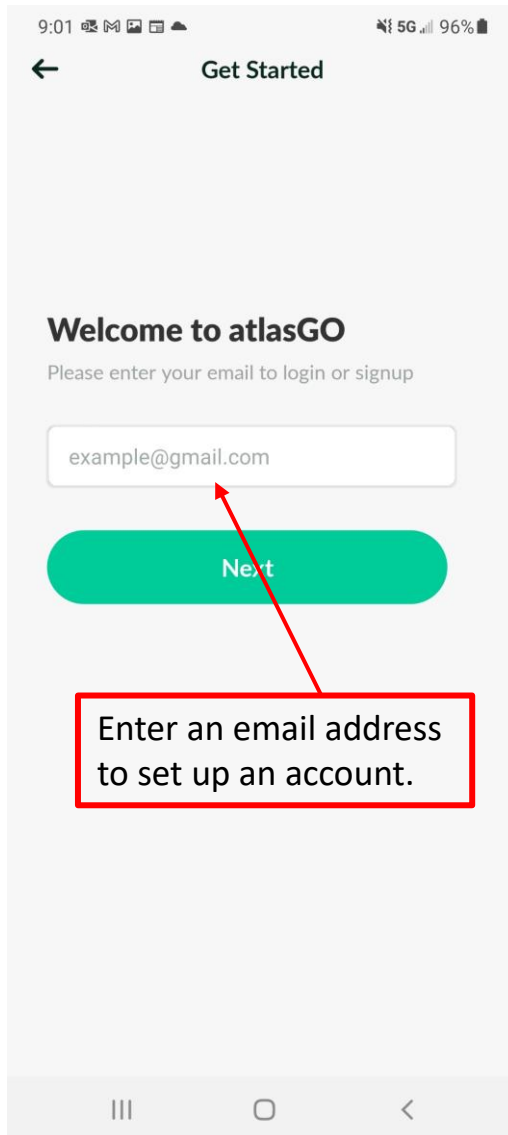 9:01 5G 96%
Get Started
Welcome to atlasGO
Please enter your email to login or signup
example@gmail.com
Next
Enter an email address
to set up an account.